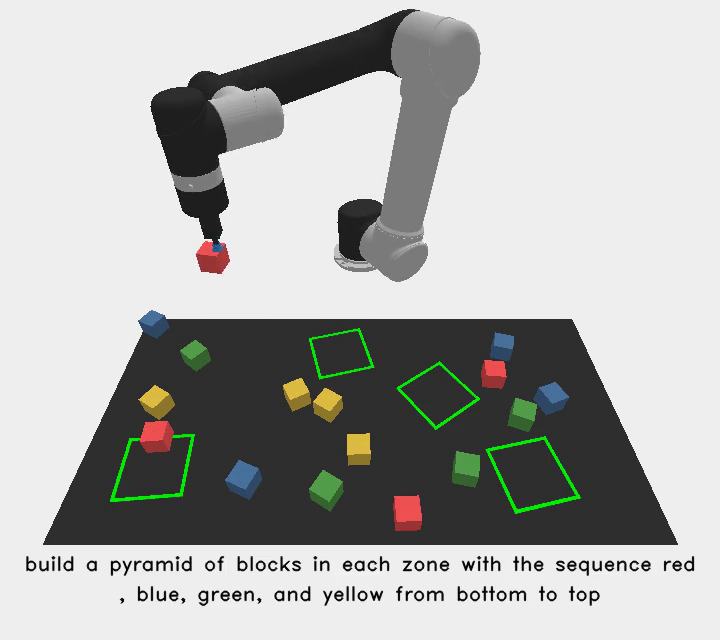 build a pyramid of blocks in each zone with the sequence red
, blue, green, and yellow from bottom to top